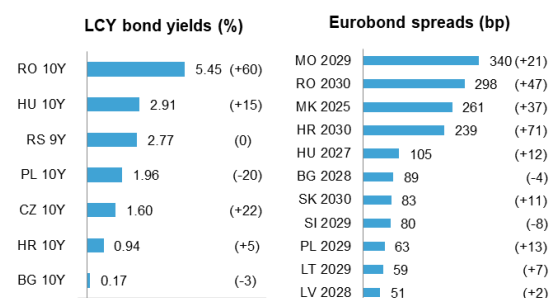 LCY bond yields (%)
RO 10Y 5.45 (+60)
HU 10Y 2.91 (+15)
RS 9Y 2.77 (0)
PL 10Y 1.96 (-20)
CZ 10Y 1.60 (+22)
HR 10Y 0.94 (+5)
BG 10Y 0.17 (-3)
Eurobond spreads (bp)
MO 2029 340 (+21)
RO 2030 298 (+47)
MK 2025 261 (+37)
HR 2030 239 (+71)
HU 2027 105 (+12)
BG 2028 89 (-4)
SK 2030 83 (+11)
SI 2029 80 (-8)
PL 2029 63 (+13)
LT 2029 59 (+7)
LV 2028 51 (+2)